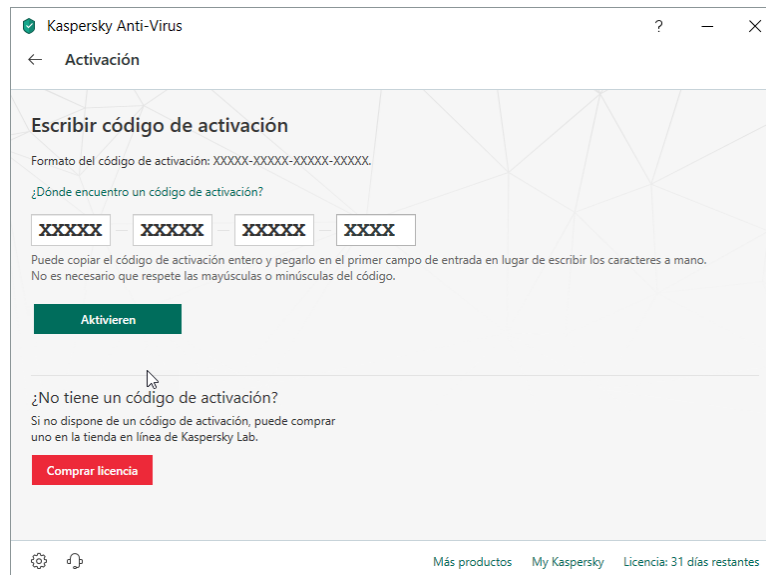 Kaspersky Anti-Virus
?
Activación
Escribir código de activación
Formato del código de activación: XXXXX-XXXXX-XXXXX-XXXXX.
¿Dónde encuentro un código de activación?
XXXXX – XXXXX – XXXXX – XXXX
Puede copiar el código de activación entero y pegarlo en el primer campo de entrada en lugar de escribir los caracteres a mano.
No es necesario que respete las mayúsculas o minúsculas del código.
Aktivieren
¿No tiene un código de activación?
Si no dispone de un código de activación, puede comprar
uno en la tienda en línea de Kaspersky Lab.
Comprar licencia
Más productos My Kaspersky Licencia: 31 días restantes